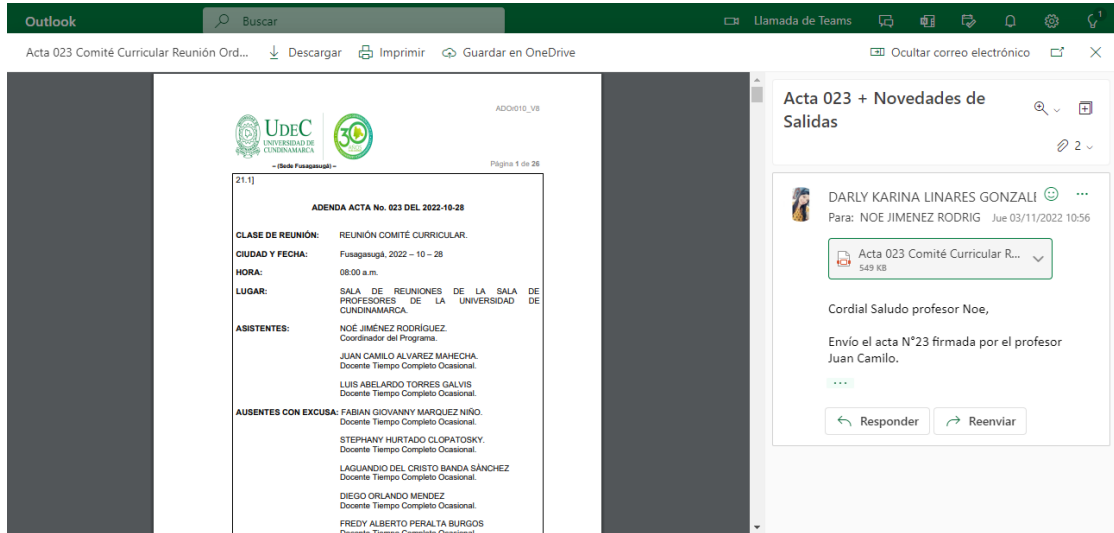 Outlook
Buscar
Llamada de Teams
1
Acta 023 Comité Curricular Reunión Ord...
Descargar
Imprimir
Guardar en OneDrive
Ocultar correo electrónico
ADOr010_V8
UDEC
UNIVERSIDAD DE
CUNDINAMARCA
30
– (Sede Fusagasugá) –
Página 1 de 26
21.1]
ADENDA ACTA No. 023 DEL 2022-10-28
CLASE DE REUNIÓN: REUNIÓN COMITÉ CURRICULAR.
CIUDAD Y FECHA: Fusagasugá, 2022 – 10 – 28
HORA: 08:00 a.m.
LUGAR: SALA DE REUNIONES DE LA SALA DE
PROFESORES DE LA UNIVERSIDAD DE
CUNDINAMARCA.
ASISTENTES: NOÉ JIMÉNEZ RODRÍGUEZ.
Coordinador del Programa.
JUAN CAMILO ALVAREZ MAHECHA.
Docente Tiempo Completo Ocasional.
LUIS ABELARDO TORRES GALVIS
Docente Tiempo Completo Ocasional.
AUSENTES CON EXCUSA: FABIAN GIOVANNY MARQUEZ NIÑO.
Docente Tiempo Completo Ocasional.
STEPHANY HURTADO CLOPATOSKY.
Docente Tiempo Completo Ocasional.
LAGUANDIO DEL CRISTO BANDA SÁNCHEZ
Docente Tiempo Completo Ocasional.
DIEGO ORLANDO MENDEZ
Docente Tiempo Completo Ocasional.
FREDY ALBERTO PERALTA BURGOS
Docente Tiempo Completo Ocasional.
Acta 023 + Novedades de
Salidas
2
DARLY KARINA LINARES GONZALE
Para: NOE JIMENEZ RODRIG Jue 03/11/2022 10:56
Acta 023 Comité Curricular R...
549 KB
Cordial Saludo profesor Noe,
Envío el acta N°23 firmada por el profesor
Juan Camilo.
...
Responder
Reenviar